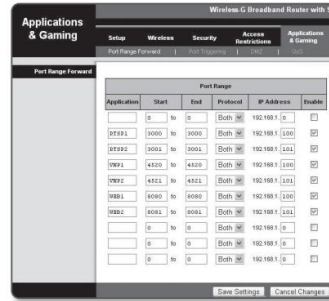 Wireless-G Broadband Router with
Applications
& Gaming
Setup Wireless Security Access Restrictions Applications & Gaming
Port Range Forward | Port Triggering | DMZ | QoS
Port Range Forward
Port Range
Application Start End Protocol IP Address Enable
0 to 0 Both 192.168.1. 0
RTSP1 3000 to 3000 Both 192.168.1. 100
RTSP2 3001 to 3001 Both 192.168.1. 101
4520 to 4520 Both 192.168.1. 100
4521 to 4521 Both 192.168.1. 101
WEB1 8080 to 8080 Both 192.168.1. 100
WEB2 8081 to 8081 Both 192.168.1. 101
0 to 0 Both 192.168.1. 0
0 to 0 Both 192.168.1. 0
0 to 0 Both 192.168.1. 0
Save Settings Cancel Changes